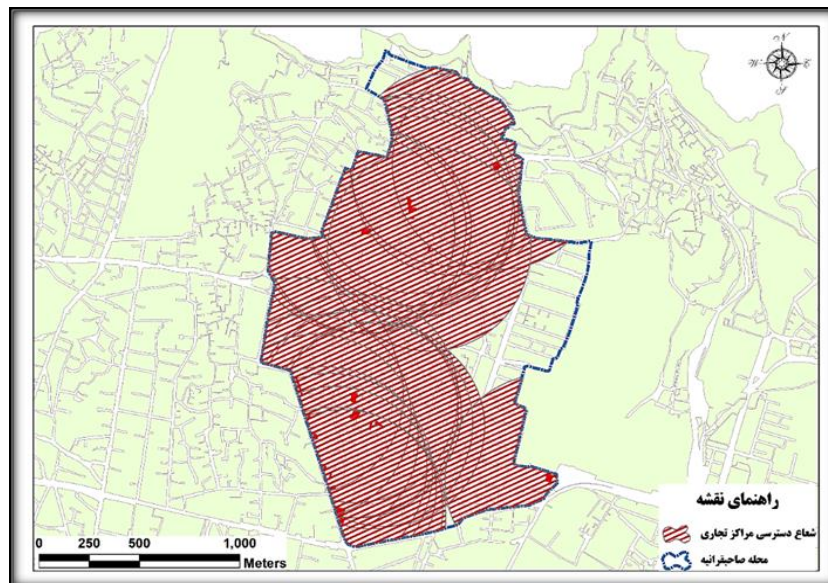 N
W E
S
راهنمای نقشه
شعاع دسترسی مراکز تجاری
محله صاحبقرانیه
0 250 500 1,000
Meters